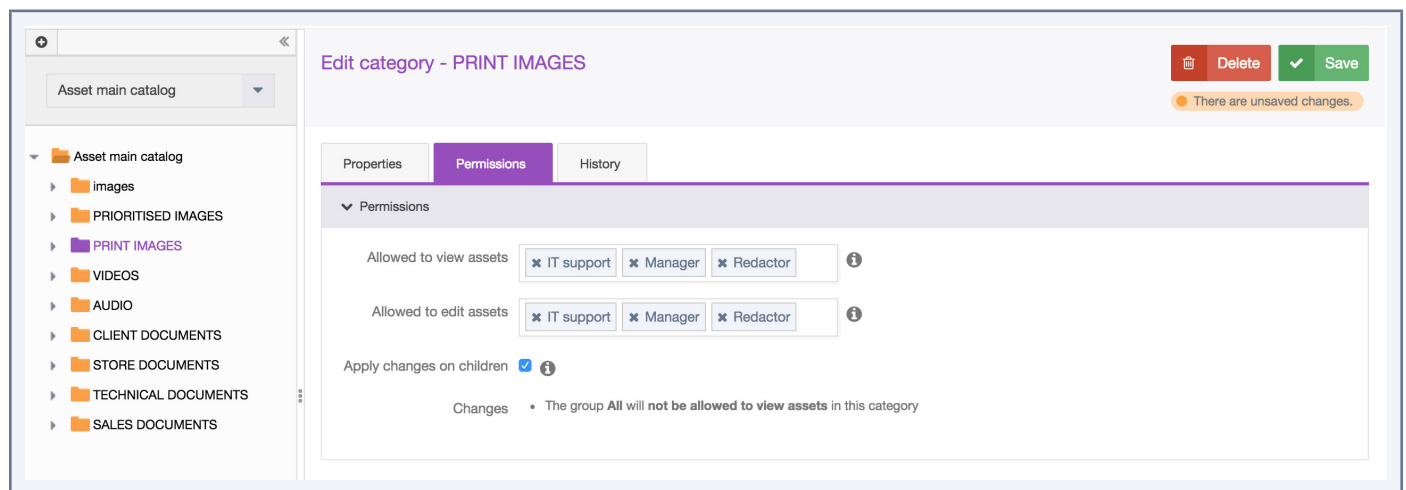 Asset main catalog
Asset main catalog
images
PRIORITISED IMAGES
PRINT IMAGES
VIDEOS
AUDIO
CLIENT DOCUMENTS
STORE DOCUMENTS
TECHNICAL DOCUMENTS
SALES DOCUMENTS
Edit category - PRINT IMAGES
Delete Save
There are unsaved changes.
Properties Permissions History
Permissions
Allowed to view assets IT support Manager Redactor
Allowed to edit assets IT support Manager Redactor
Apply changes on children
Changes • The group All will not be allowed to view assets in this category